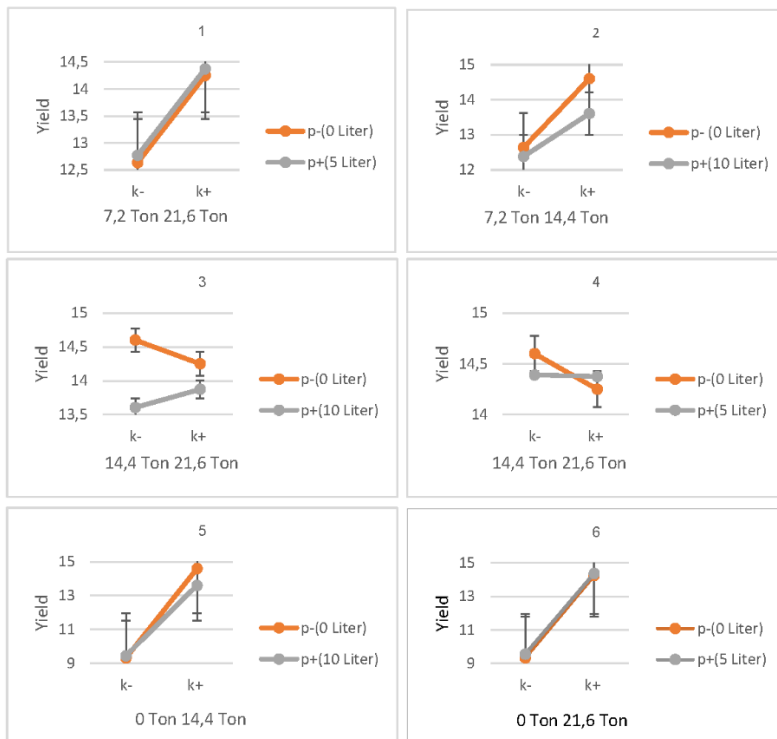 1
14,5
14
13,5
13
12,5
Yield
k-
k+
7,2 Ton 21,6 Ton
p-(0 Liter)
p+(5 Liter)
2
15
14
13
12
Yield
k-
k+
7,2 Ton 14,4 Ton
p- (0 Liter)
p+(10 Liter)
3
15
14,5
14
13,5
Yield
k-
k+
14,4 Ton 21,6 Ton
p-(0 Liter)
p+(10 Liter)
4
15
14,5
14
Yield
k-
k+
14,4 Ton 21,6 Ton
p-(0 Liter)
p+(5 Liter)
5
15
13
11
9
Yield
k-
k+
0 Ton 14,4 Ton
p-(0 Liter)
p+(10 Liter)
6
15
13
11
9
Yield
k-
k+
0 Ton 21,6 Ton
p-(0 Liter)
p+(5 Liter)